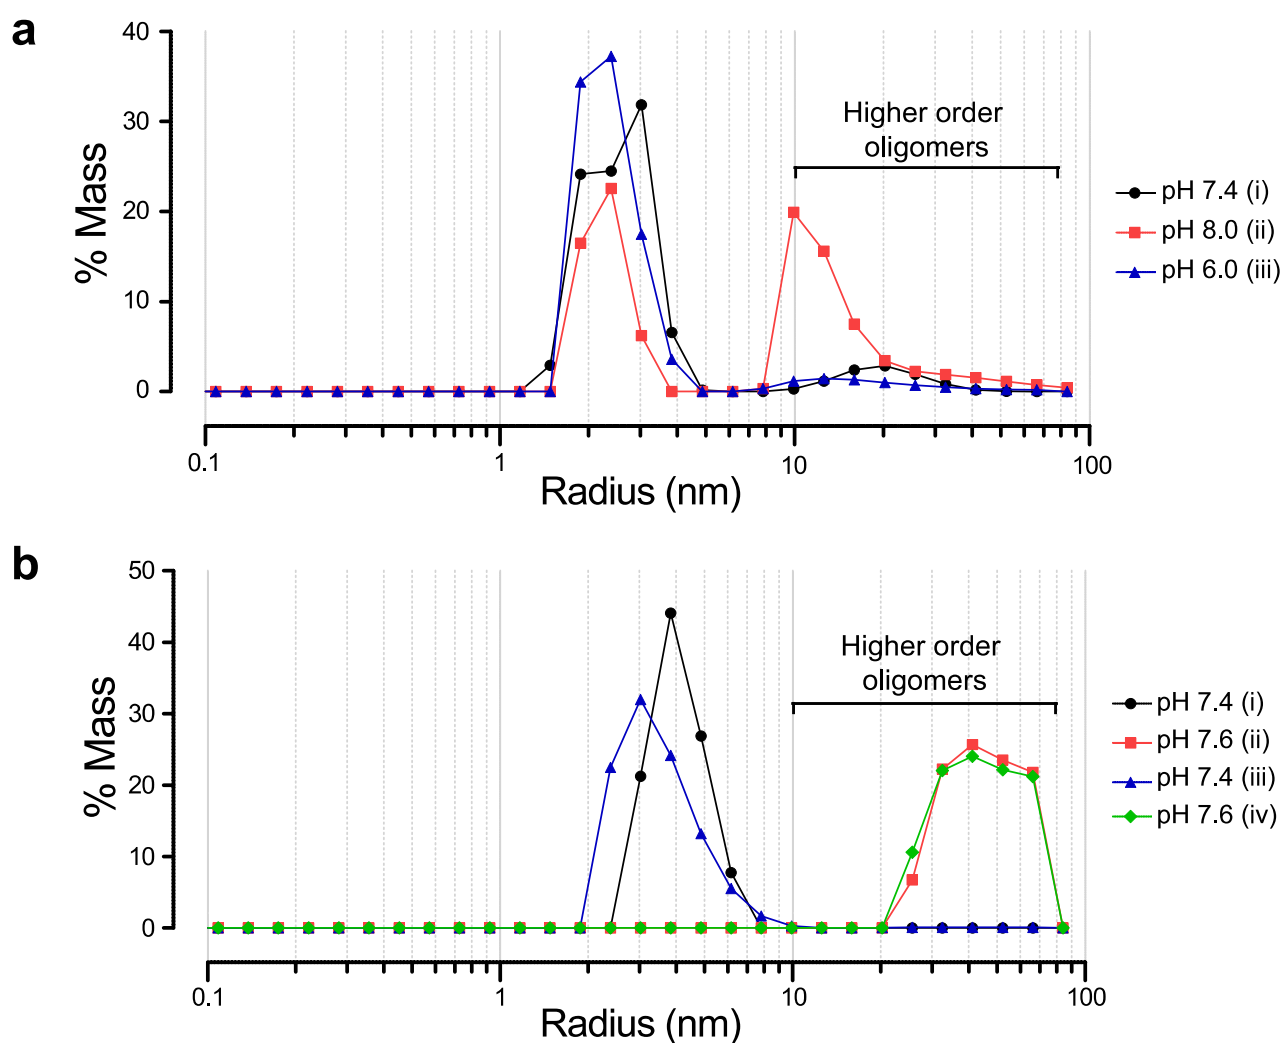 a
40
30
20
10
0
% Mass
Higher order
oligomers
pH 7.4 (i)
pH 8.0 (ii)
pH 6.0 (iii)
0.1
1
10
100
Radius (nm)
b
50
40
30
20
10
0
% Mass
Higher order
oligomers
pH 7.4 (i)
pH 7.6 (ii)
pH 7.4 (iii)
pH 7.6 (iv)
0.1
1
10
100
Radius (nm)